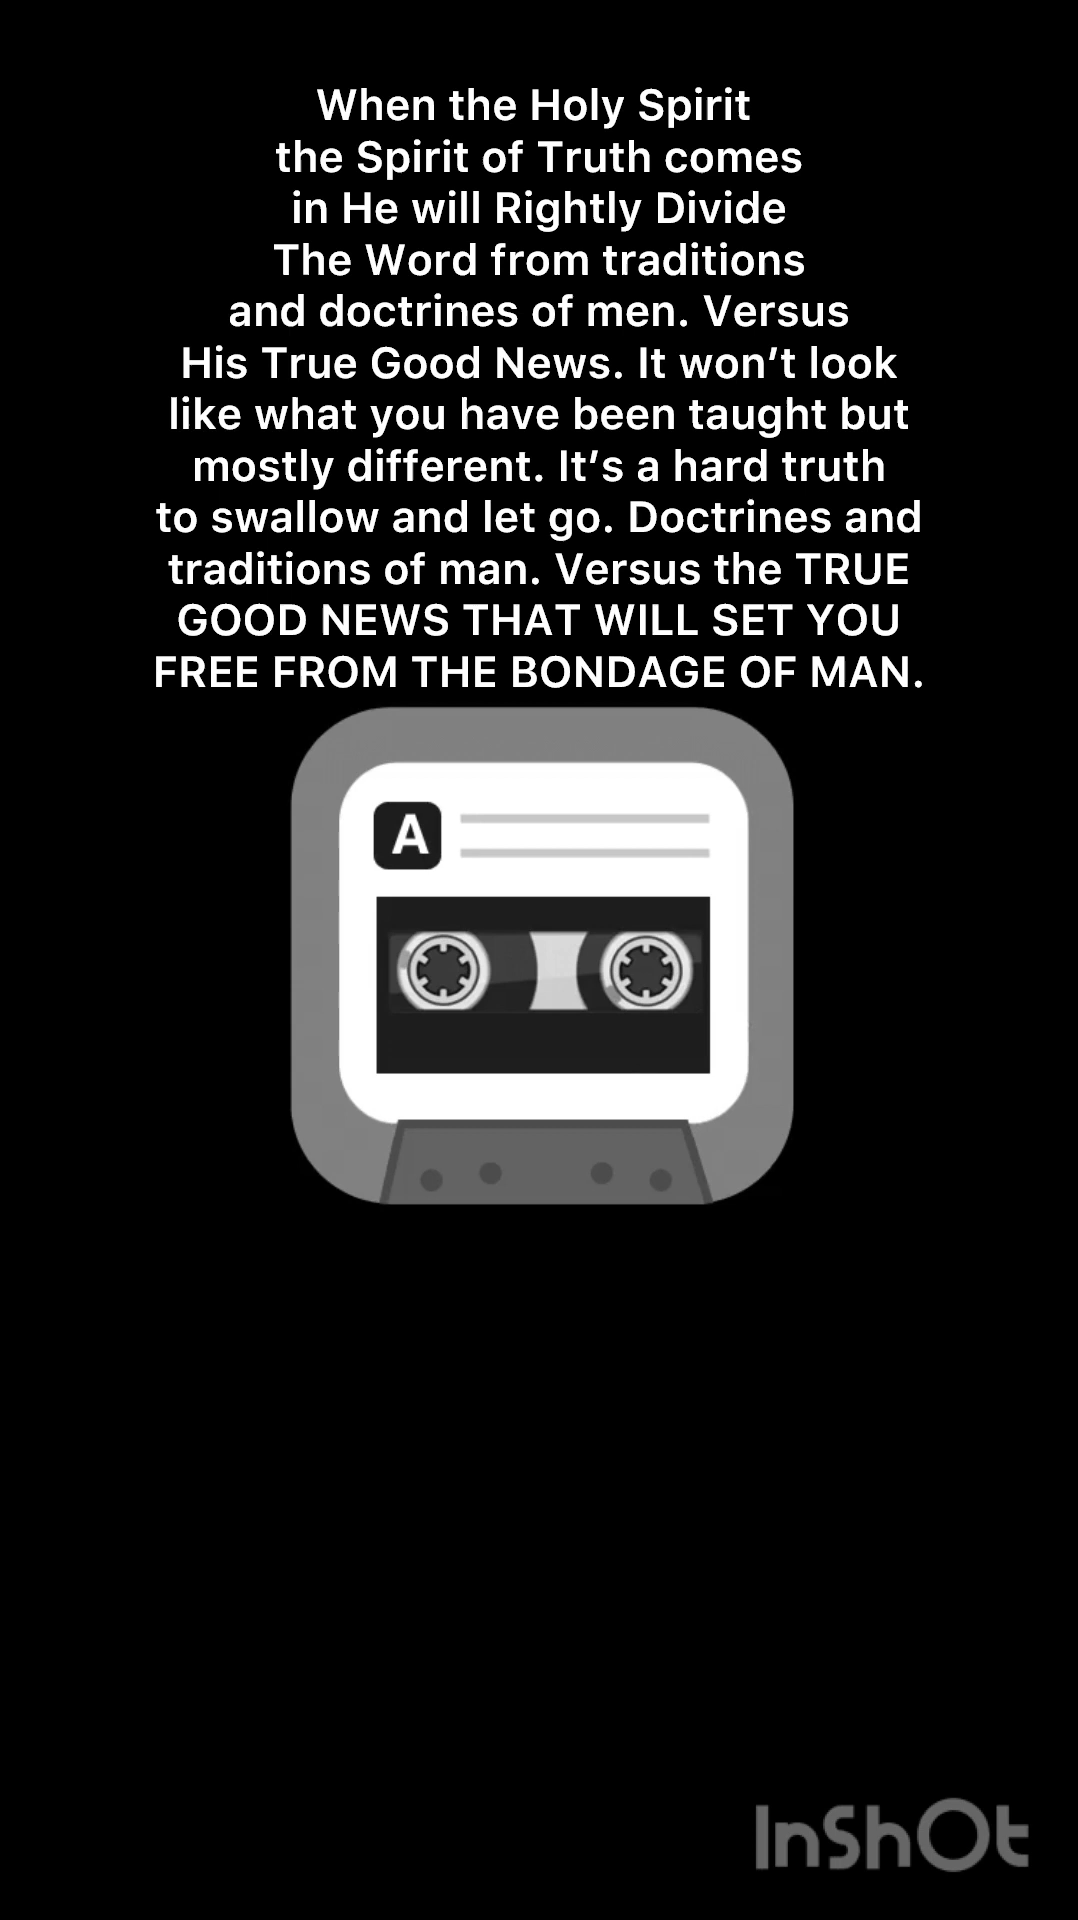 When the Holy Spirit
the Spirit of Truth comes
in He will Rightly Divide
The Word from traditions
and doctrines of men. Versus
His True Good News. It won’t look
like what you have been taught but
mostly different. It’s a hard truth
to swallow and let go. Doctrines and
traditions of man. Versus the TRUE
GOOD NEWS THAT WILL SET YOU
FREE FROM THE BONDAGE OF MAN.
A
InShOt